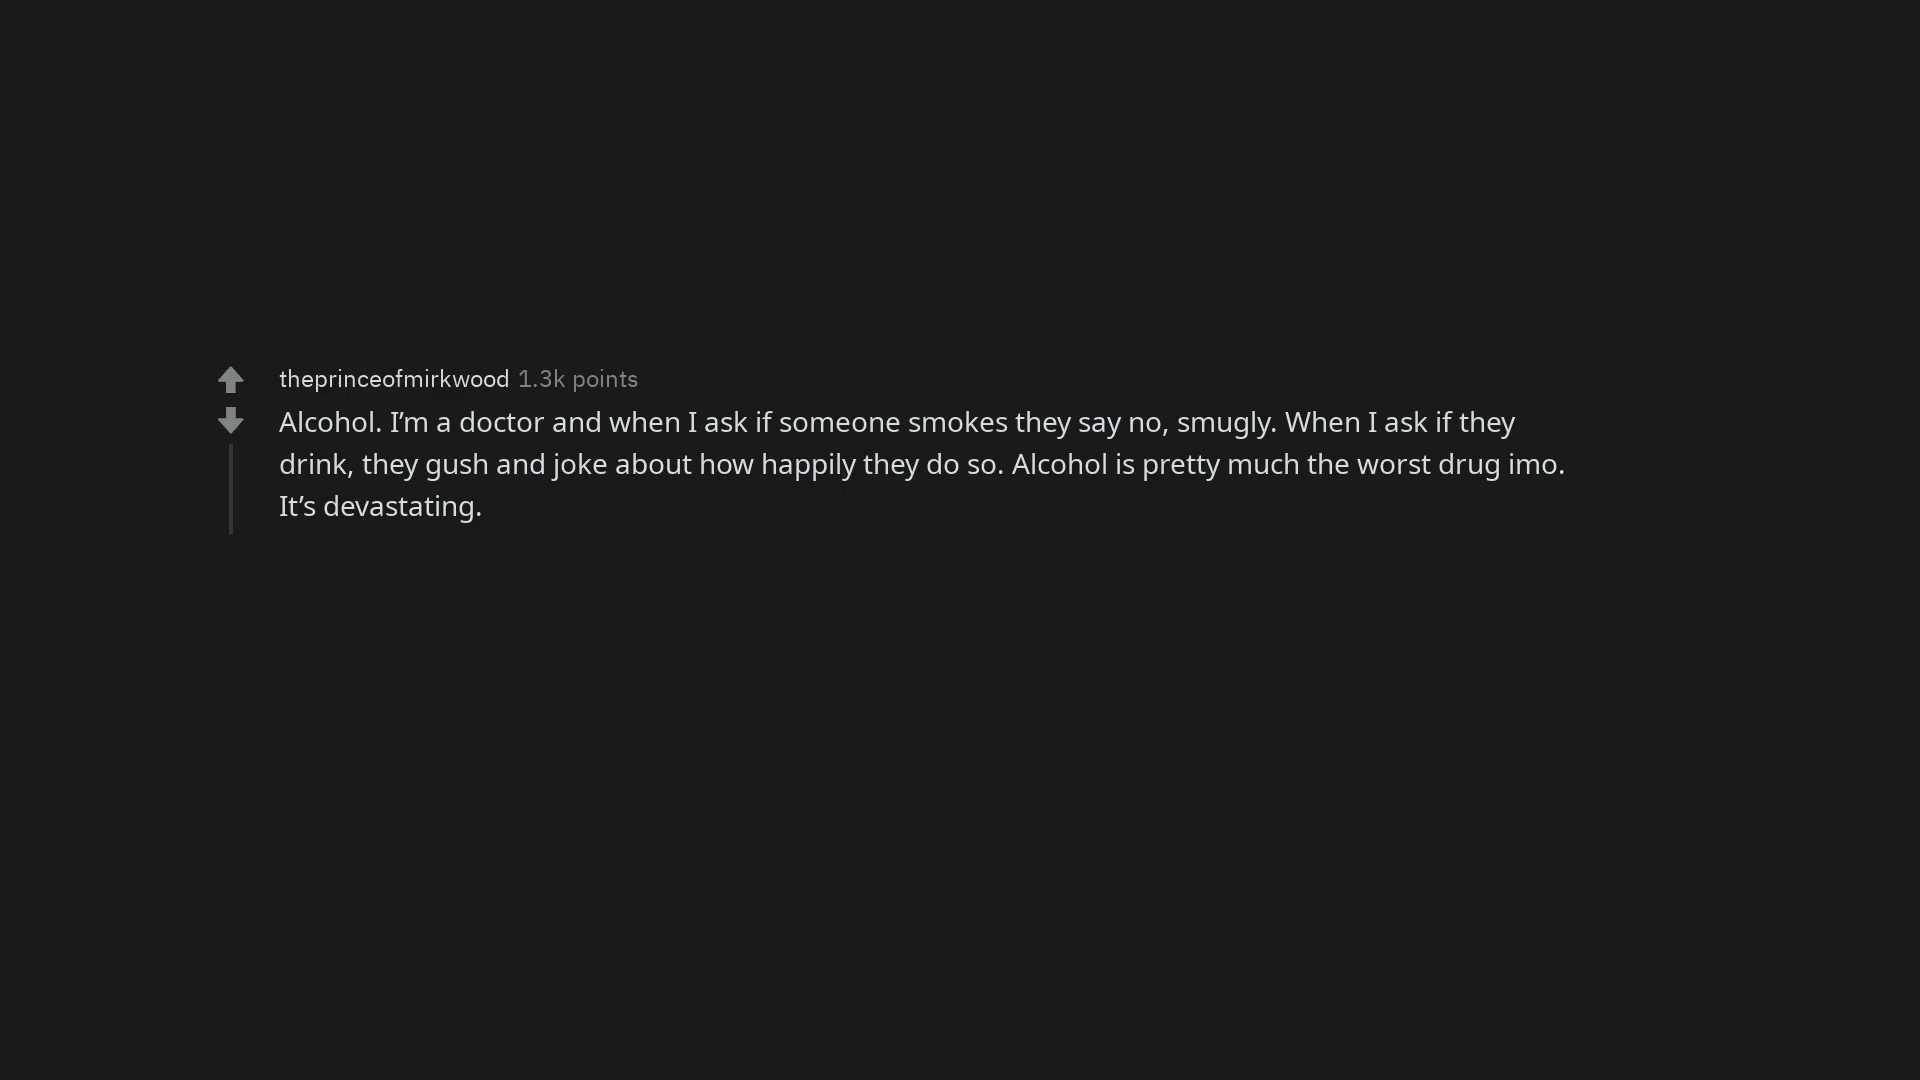 theprinceofmirkwood 1.3k points
Alcohol. I’m a doctor and when I ask if someone smokes they say no, smugly. When I ask if they
drink, they gush and joke about how happily they do so. Alcohol is pretty much the worst drug imo.
It’s devastating.